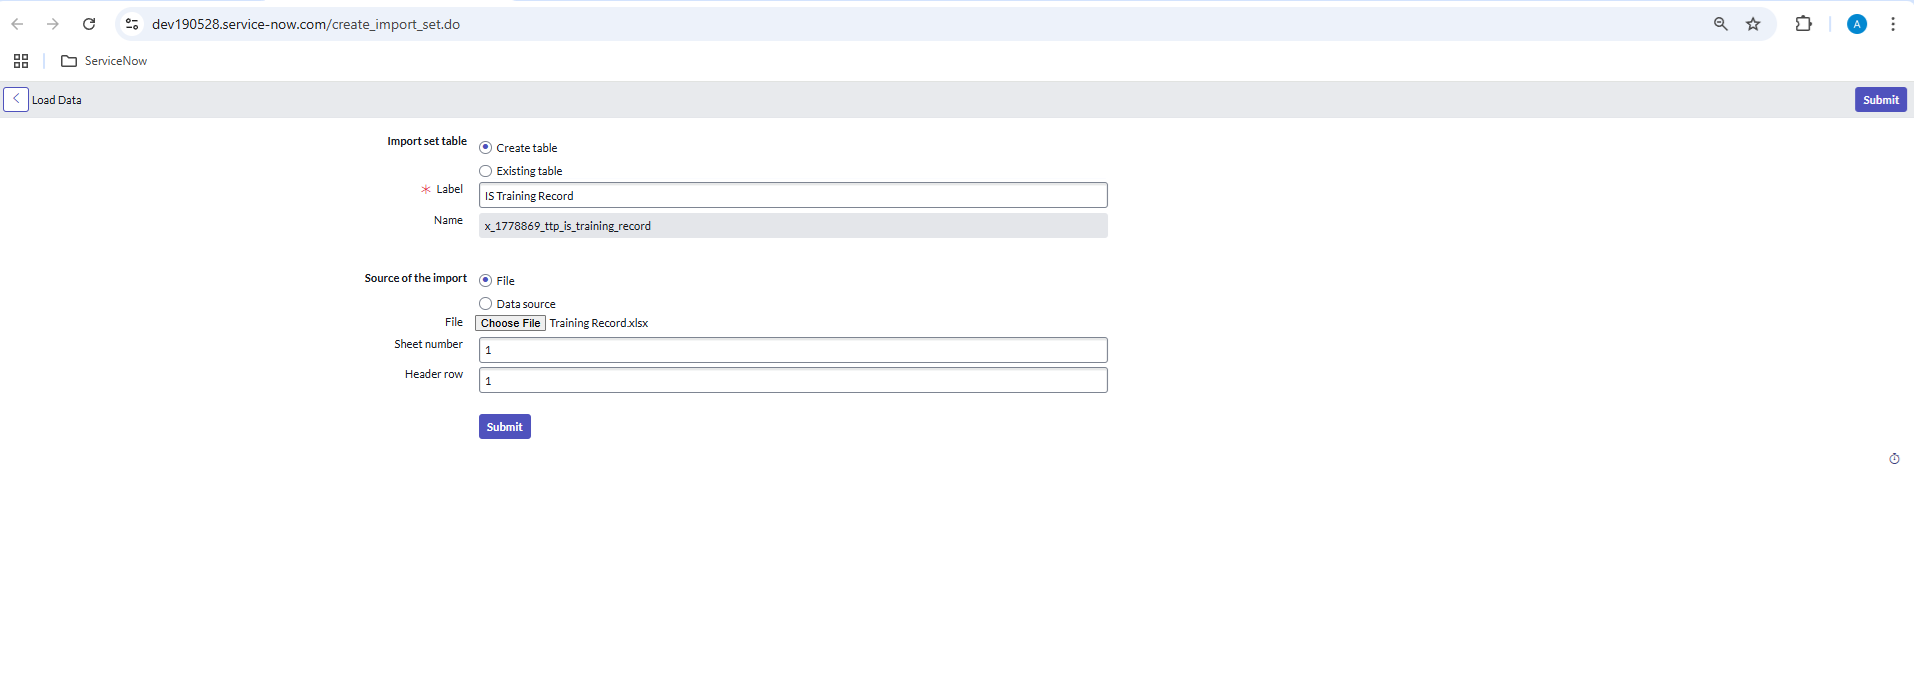 dev190528.service-now.com/create_import_set.do
A
ServiceNow
Load Data
Submit
Import set table
Create table
Existing table
Label
IS Training Record
Name
x_1778869_ttp_is_training_record
Source of the import
File
Data source
File
Choose File Training Record.xlsx
Sheet number
1
Header row
1
Submit